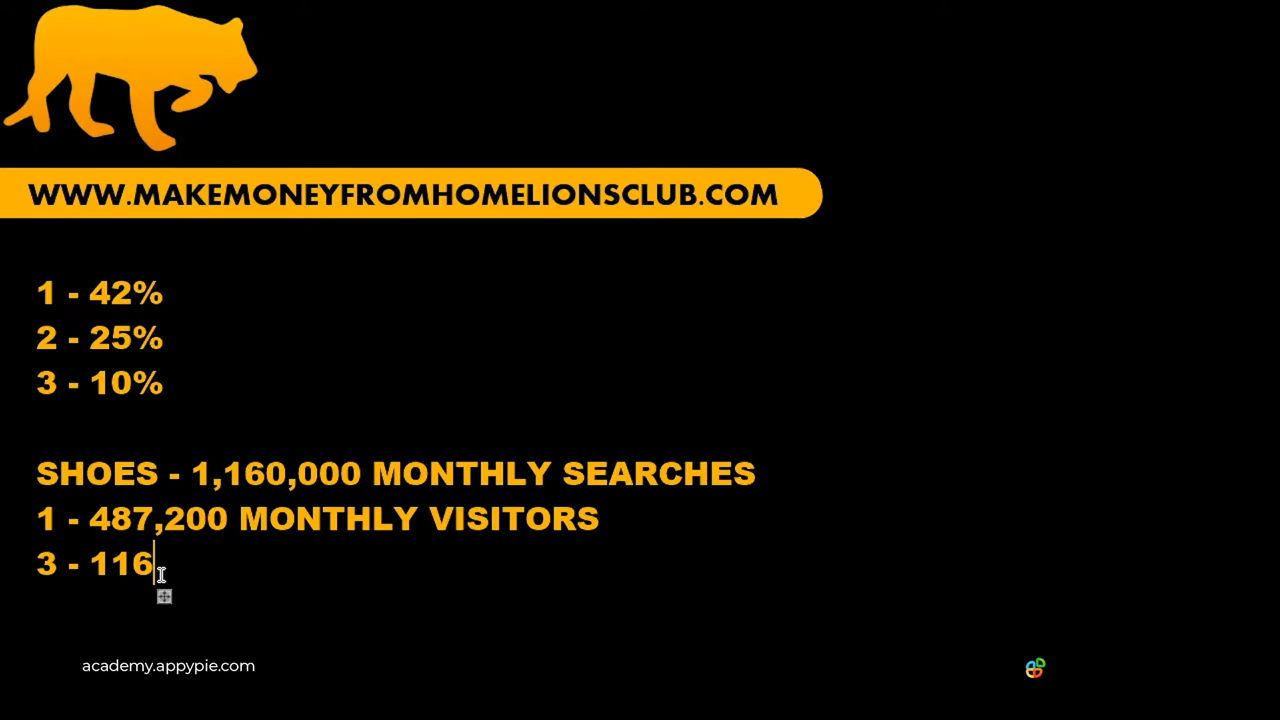 WWW.MAKEMONEYFROMHOMELIONSCLUB.COM
1 - 42%
2 - 25%
3 - 10%
SHOES - 1,160,000 MONTHLY SEARCHES
1 - 487,200 MONTHLY VISITORS
3 - 116
academy.appypie.com